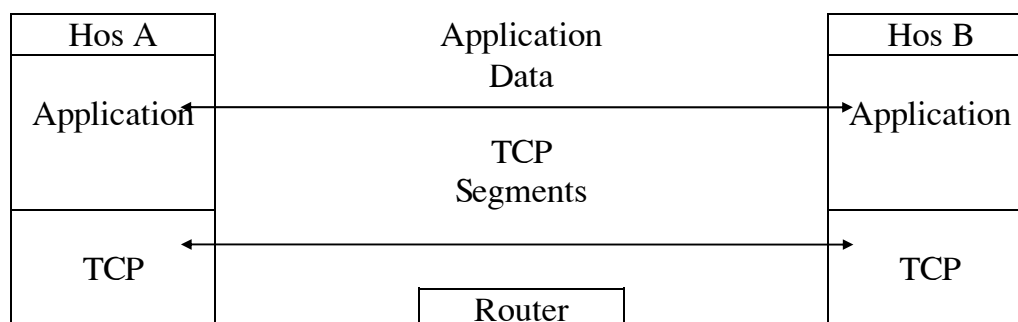 Hos A
Application
Data
Hos B
Application
Application
TCP
Segments
TCP
TCP
Router